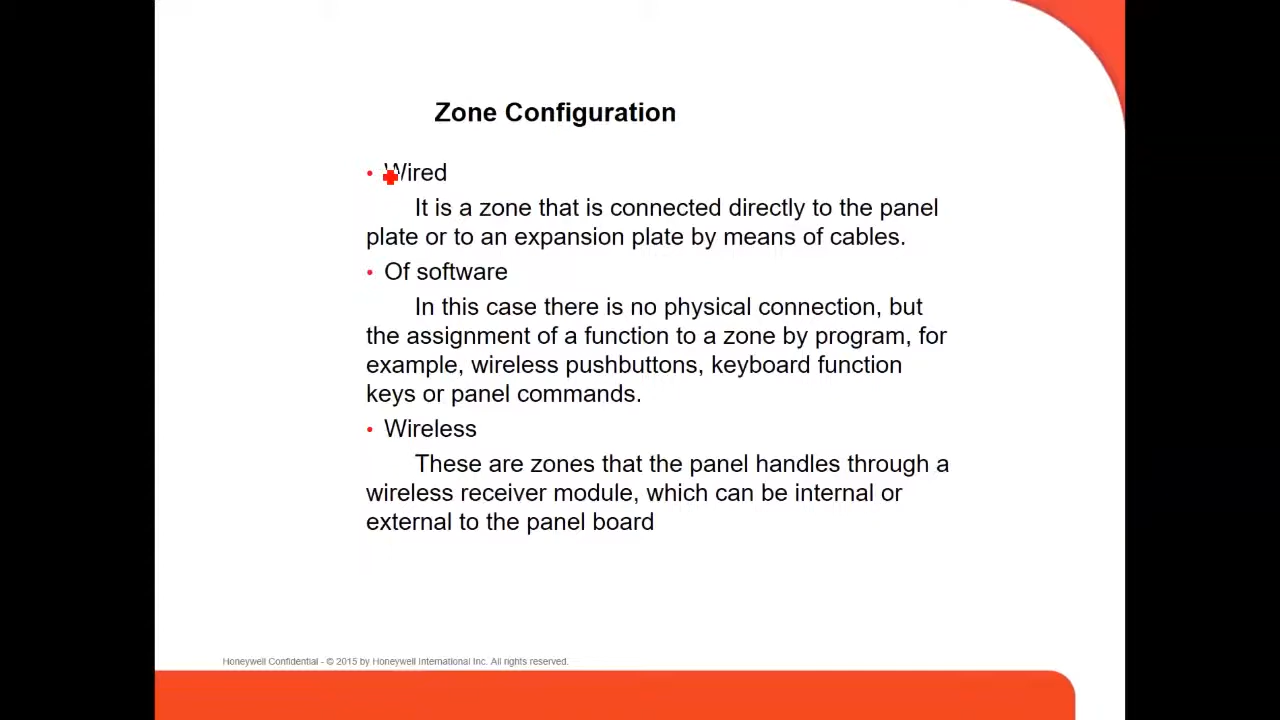 Zone Configuration
• Wired
It is a zone that is connected directly to the panel
plate or to an expansion plate by means of cables.
• Of software
In this case there is no physical connection, but
the assignment of a function to a zone by program, for
example, wireless pushbuttons, keyboard function
keys or panel commands.
• Wireless
These are zones that the panel handles through a
wireless receiver module, which can be internal or
external to the panel board
Honeywell Confidential - © 2015 by Honeywell International Inc. All rights reserved.